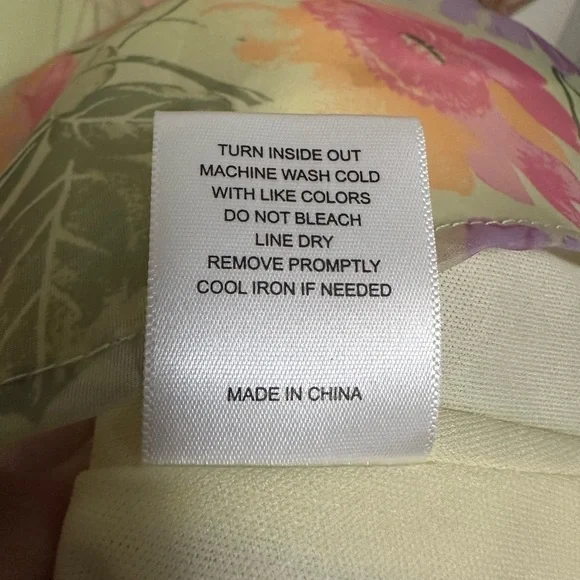 TURN INSIDE OUT
MACHINE WASH COLD
WITH LIKE COLORS
DO NOT BLEACH
LINE DRY
REMOVE PROMPTLY
COOL IRON IF NEEDED
MADE IN CHINA